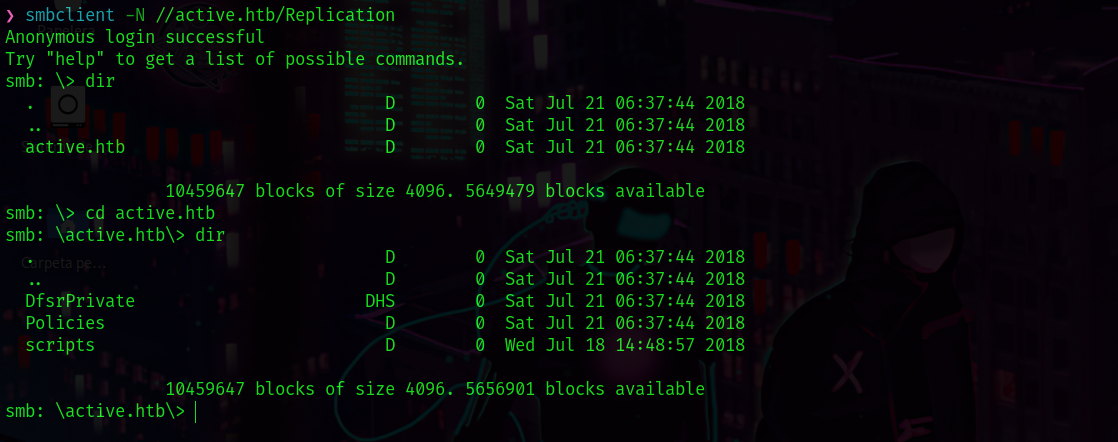 ❯ smbclient -N //active.htb/Replication
Anonymous login successful
Try "help" to get a list of possible commands.
smb: \> dir
  .                                   D        0  Sat Jul 21 06:37:44 2018
  ..                                  D        0  Sat Jul 21 06:37:44 2018
  active.htb                          D        0  Sat Jul 21 06:37:44 2018
                10459647 blocks of size 4096. 5649479 blocks available
smb: \> cd active.htb
smb: \active.htb\> dir
  .                                   D        0  Sat Jul 21 06:37:44 2018
Carpeta pe...
  ..                                  D        0  Sat Jul 21 06:37:44 2018
  DfsrPrivate                       DHS        0  Sat Jul 21 06:37:44 2018
  Policies                            D        0  Sat Jul 21 06:37:44 2018
  scripts                             D        0  Wed Jul 18 14:48:57 2018
                10459647 blocks of size 4096. 5656901 blocks available
smb: \active.htb\>